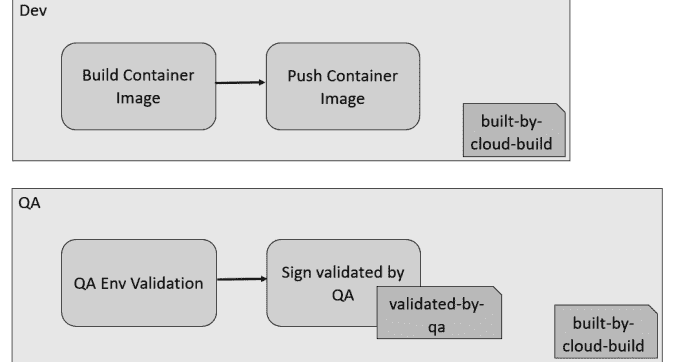 Dev
Build Container
Image
Push Container
Image
built-by-
cloud-build
QA
QA Env Validation
Sign validated by
QA
validated-by-
qa
built-by-
cloud-build